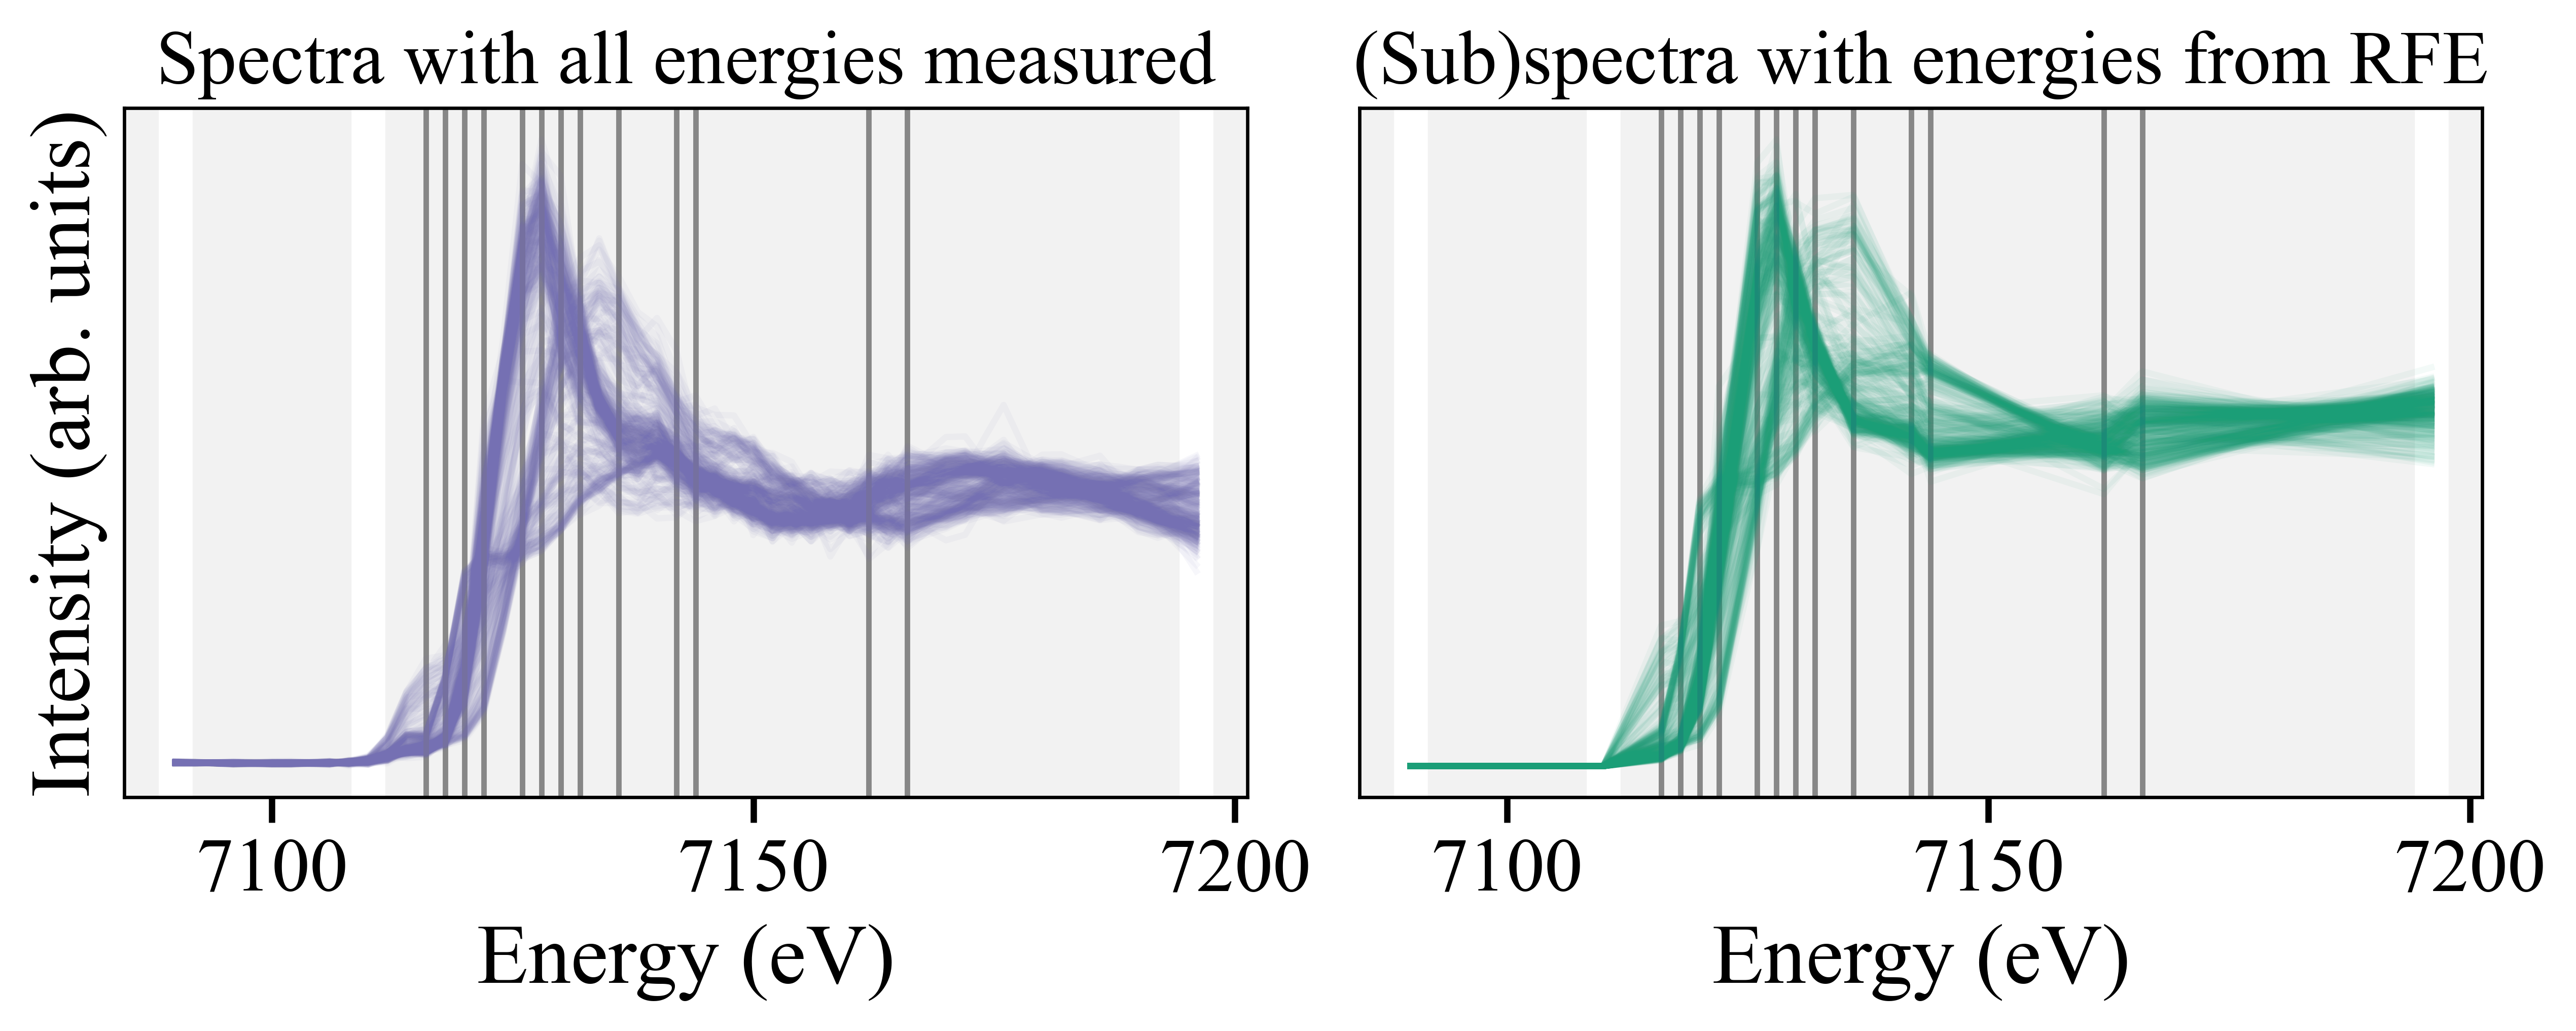 Spectra with all energies measured
(Sub)spectra with energies from RFE
Intensity (arb. units)
7100 7150 7200
7100 7150 7200
Energy (eV)
Energy (eV)